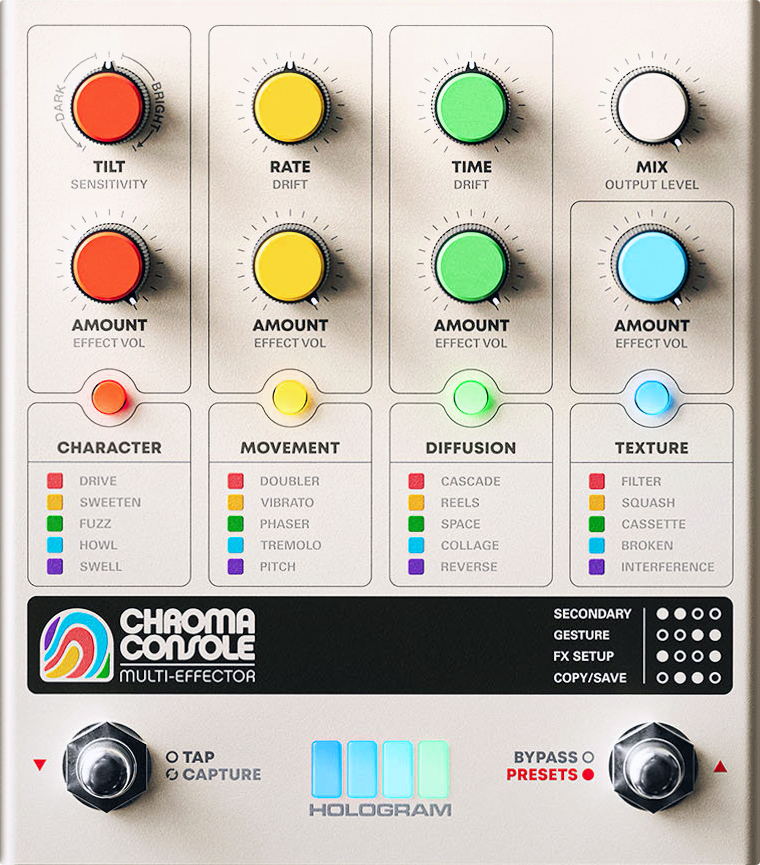 DARK
BRIGHT
TILT
SENSITIVITY
RATE
DRIFT
TIME
DRIFT
MIX
OUTPUT LEVEL
AMOUNT
EFFECT VOL
AMOUNT
EFFECT VOL
AMOUNT
EFFECT VOL
AMOUNT
EFFECT VOL
CHARACTER
DRIVE
SWEETEN
FUZZ
HOWL
SWELL
MOVEMENT
DOUBLER
VIBRATO
PHASER
TREMOLO
PITCH
DIFFUSION
CASCADE
REELS
SPACE
COLLAGE
REVERSE
TEXTURE
FILTER
SQUASH
CASSETTE
BROKEN
INTERFERENCE
CHROMA
CONSOLE
MULTI-EFFECTOR
SECONDARY
GESTURE
FX SETUP
COPY/SAVE
TAP
CAPTURE
HOLOGRAM
BYPASS
PRESETS